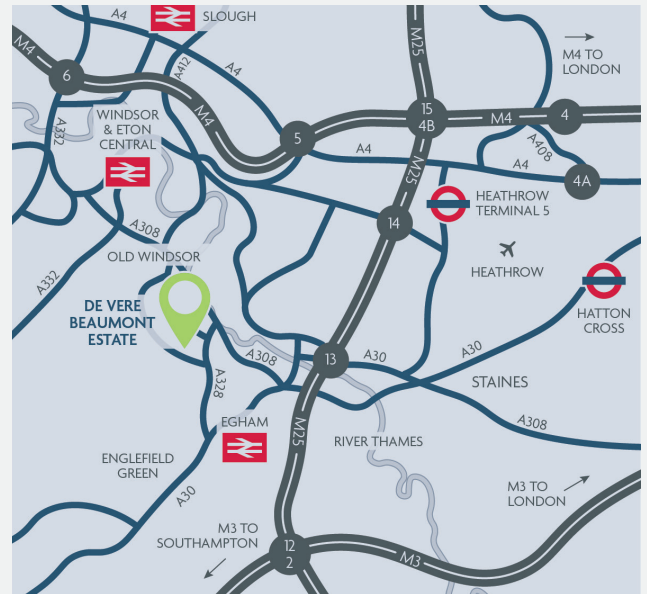 SLOUGH
A4
M25
M4
M4 TO
LONDON
A412
A4
6
M4
15
4B
M4
4
WINDSOR
& ETON
CENTRAL
A332
5
A4
A408
A4
4A
M25
HEATHROW
TERMINAL 5
14
A308
OLD WINDSOR
HEATHROW
A332
HATTON
CROSS
DE VERE
BEAUMONT
ESTATE
A308
13
A30
A30
A328
STAINES
A308
EGHAM
M25
RIVER THAMES
ENGLEFIELD
GREEN
A30
M3 TO
LONDON
M3 TO
SOUTHAMPTON
12
2
M3